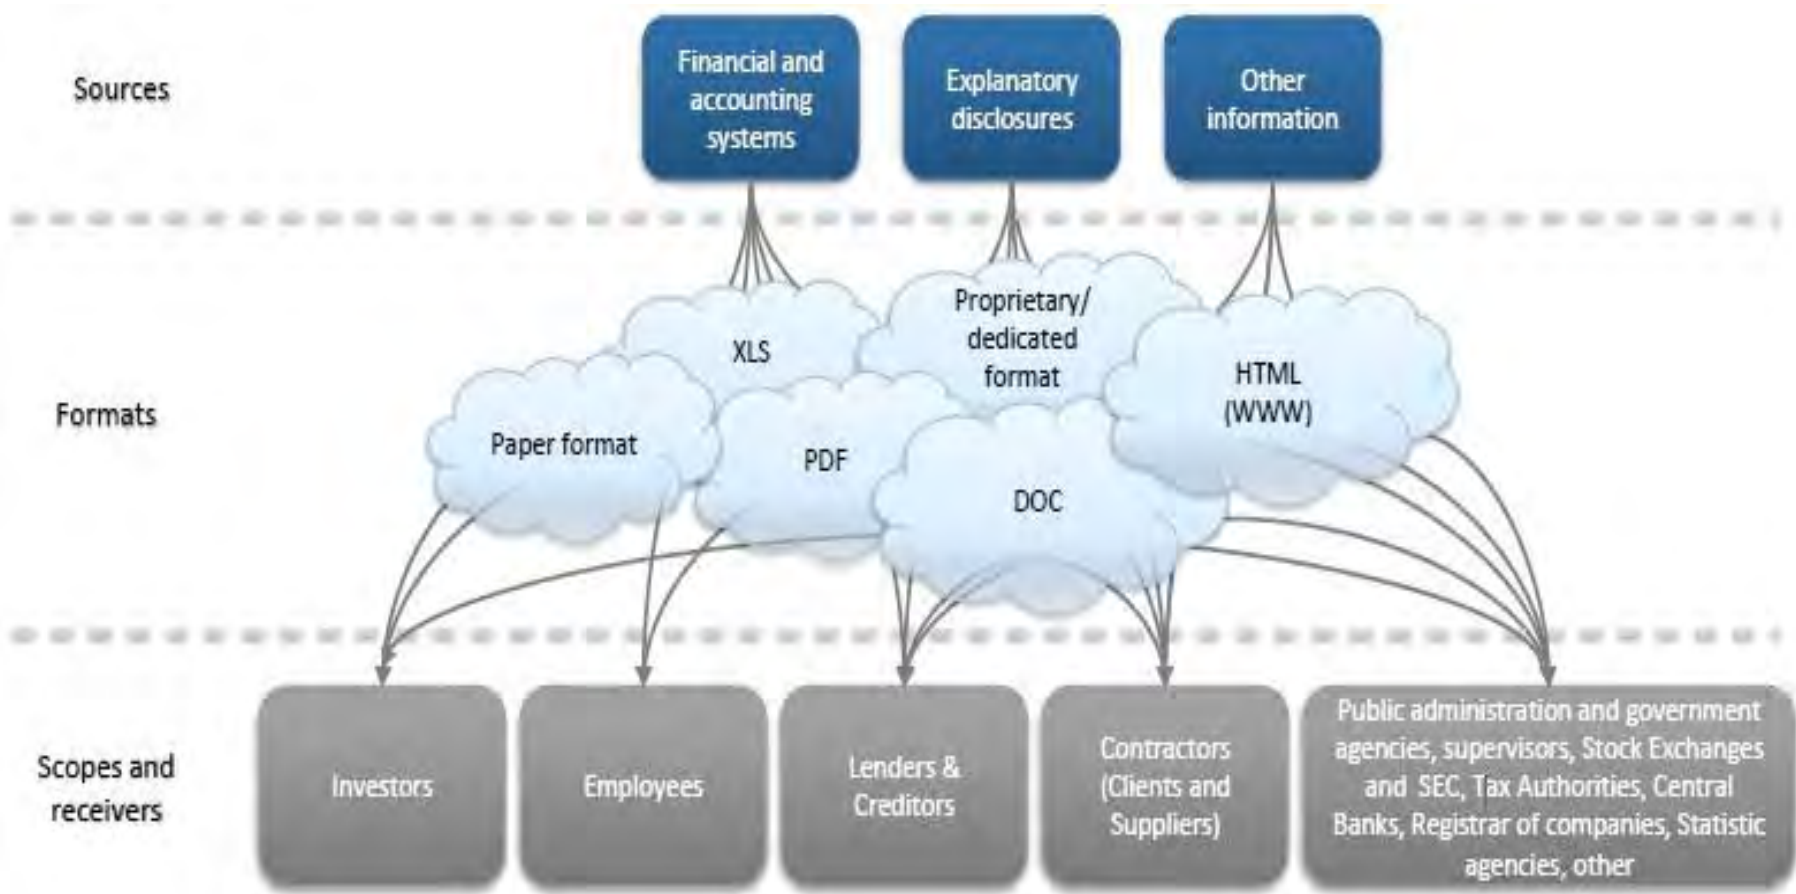 Sources
Financial and
accounting
systems
Explanatory
disclosures
Other
information
Formats
XLS
Proprietary/
dedicated
format
HTML
(WWW)
Paper format
PDF
DOC
Scopes and
receivers
Investors
Employees
Lenders &
Creditors
Contractors
(Clients and
Suppliers)
Public administration and government
agencies, supervisors, Stock Exchanges
and SEC, Tax Authorities, Central
Banks, Registrar of companies, Statistic
agencies, other